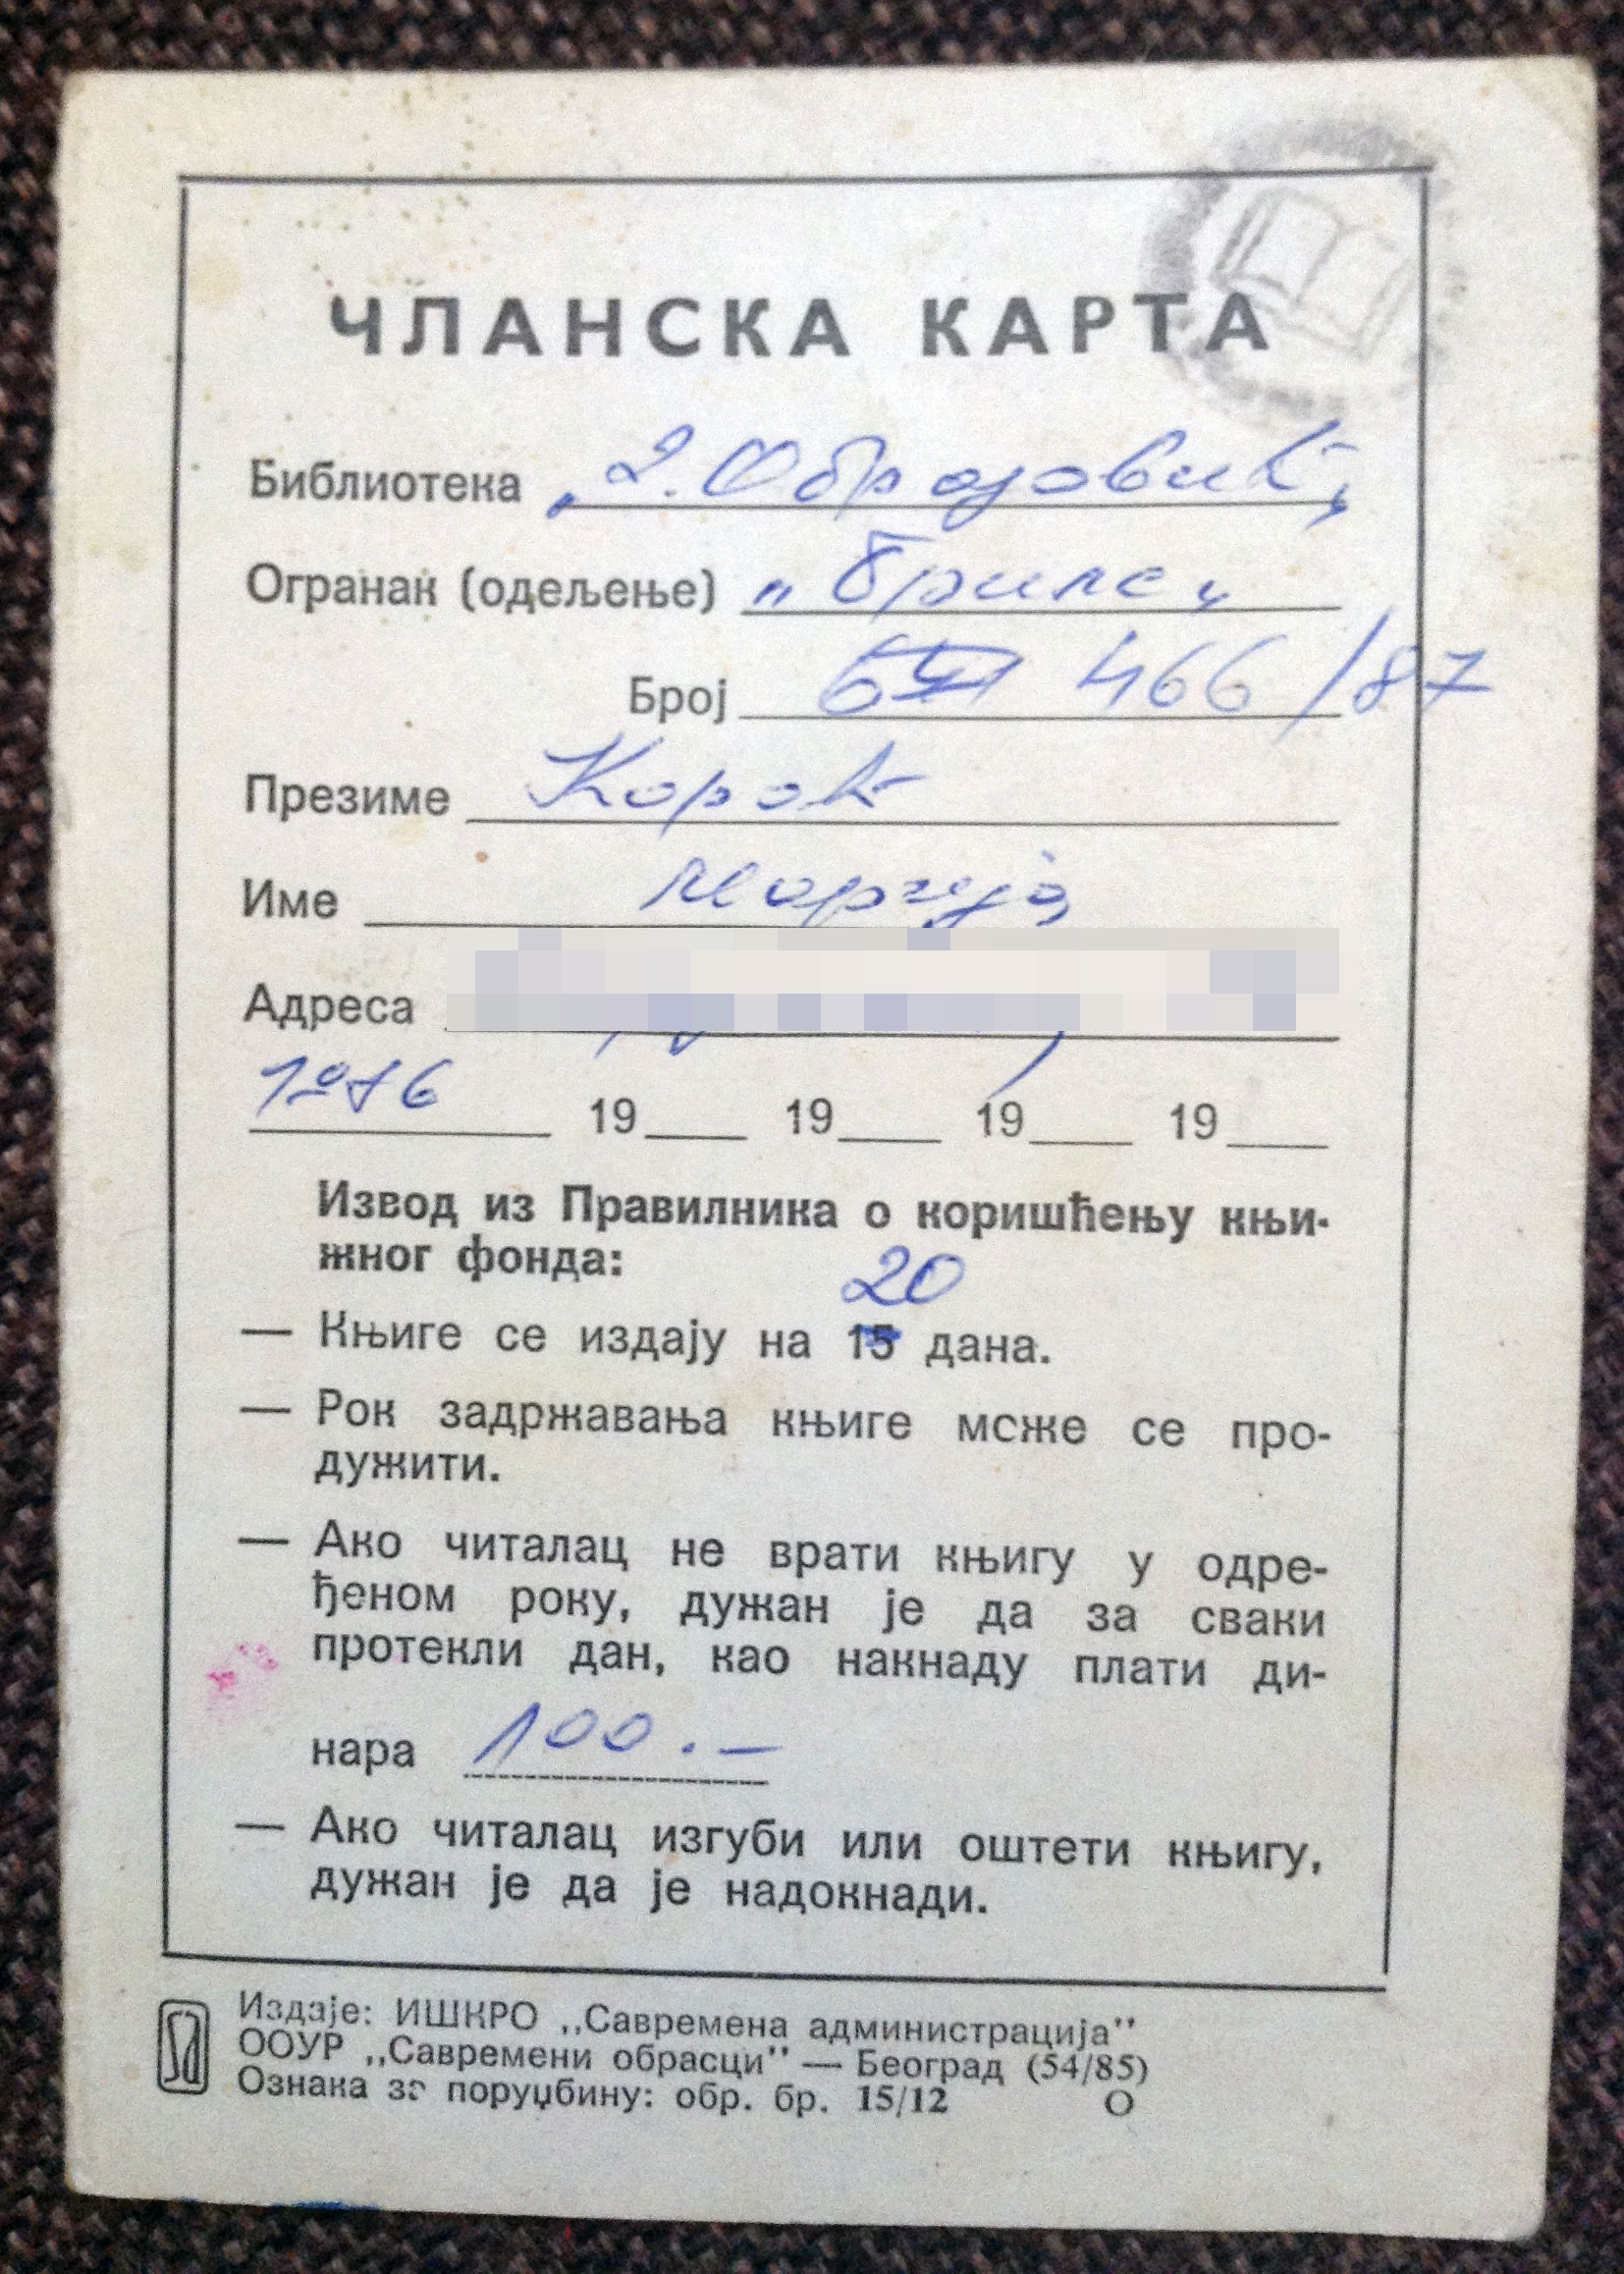 ЧЛАНСКА КАРТА
Библиотека
Огранак (одељење)
Број 466/87
Презиме
Име
Адреса
19 19 19 19
Извод из Правилника о коришћењу књи-
жног фонда:
20
— Књиге се издају на 15 дана.
— Рок задржавања књиге може се про-
дужити.
— Ако читалац не врати књигу у одре-
ђеном року, дужан је да за сваки
протекли дан, као накнаду плати ди-
нара 100.-
— Ако читалац изгуби или оштети књигу,
дужан је да је надокнади.
Издаје: ИШКРО ,,Савремена администрација''
ООУР ,,Савремени обрасци'' — Београд (54/85)
Ознака за поруџбину: обр. бр. 15/12 О